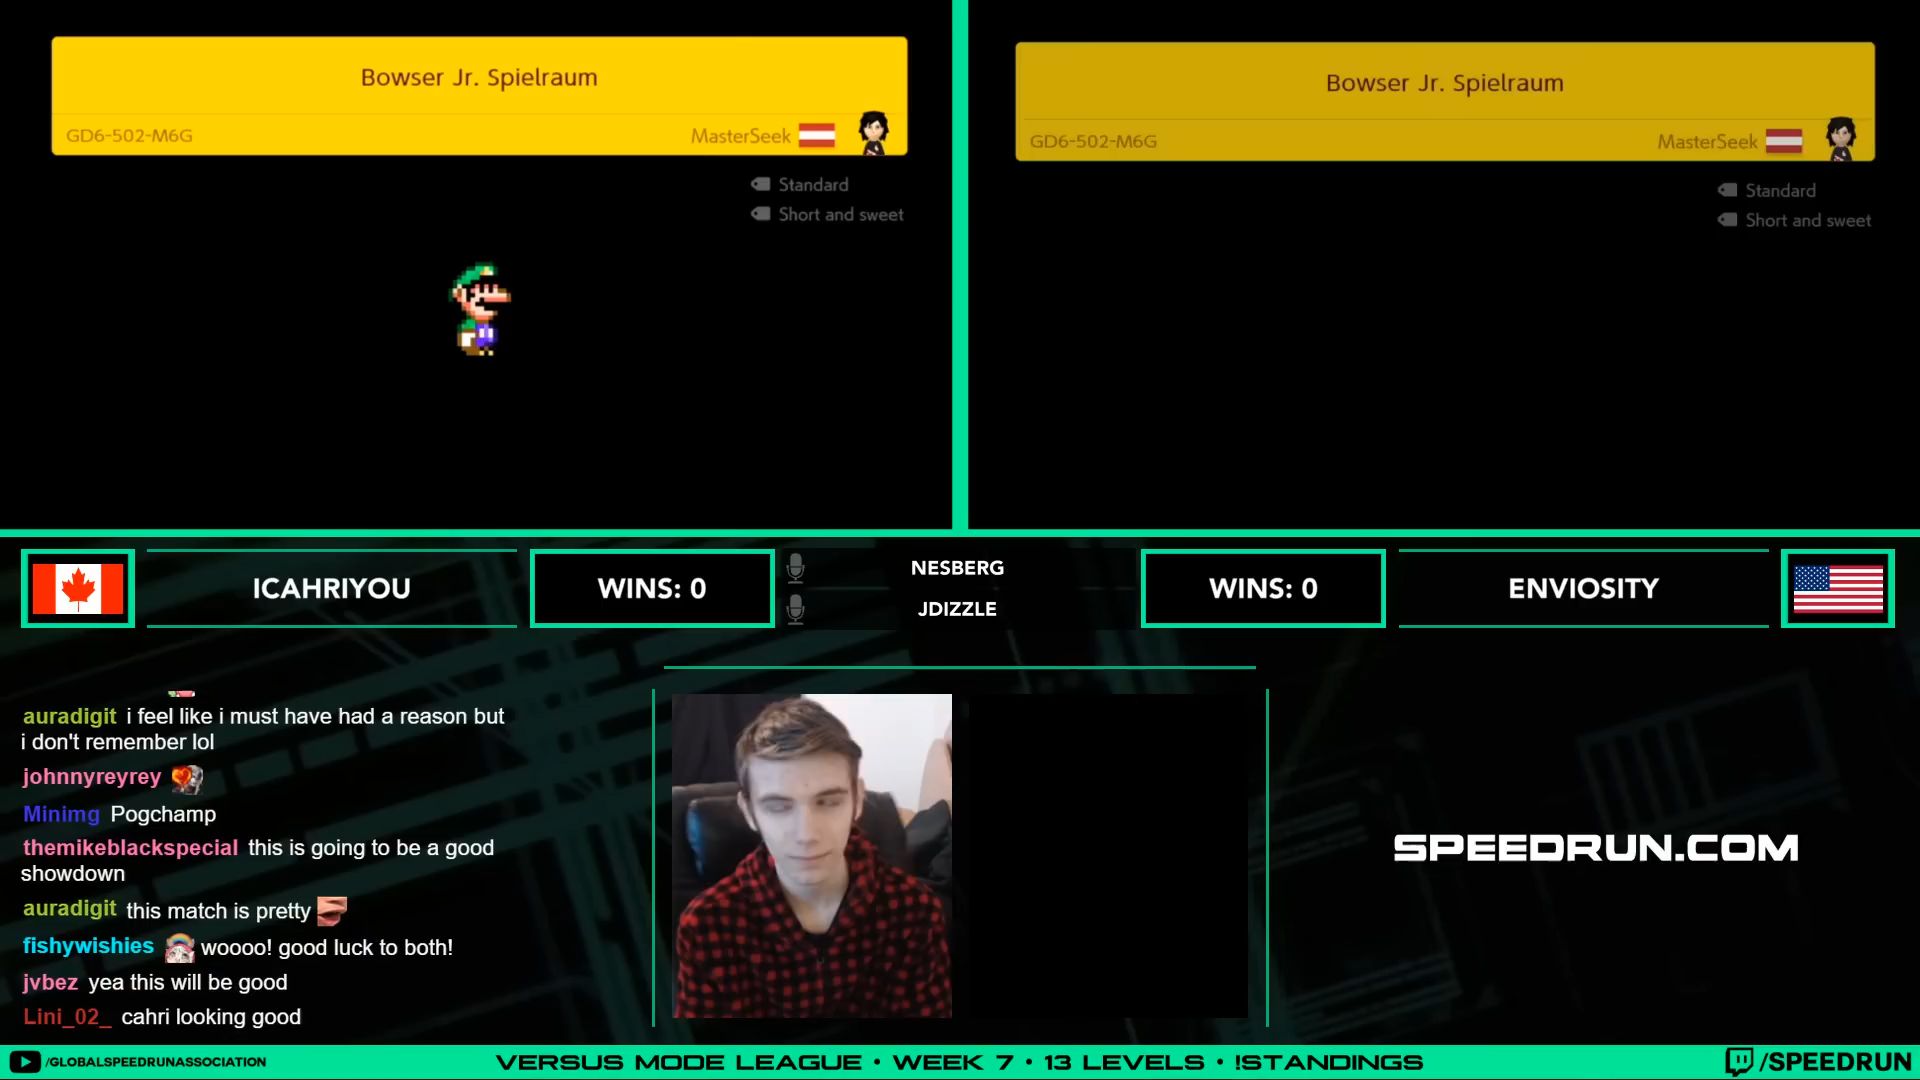 Bowser Jr. Spielraum
GD6-502-M6G
MasterSeek
Standard
Short and sweet
Bowser Jr. Spielraum
GD6-502-M6G
MasterSeek
Standard
Short and sweet
ICAHRIYOU
WINS: 0
NESBERG
JDIZZLE
WINS: 0
ENVIOSITY
auradigit i feel like i must have had a reason but
i don't remember lol
johnnyreyrey
Minimg Pogchamp
themikeblackspecial this is going to be a good
showdown
auradigit this match is pretty
fishywishies woooo! good luck to both!
jvbez yea this will be good
Lini_02_ cahri looking good
SPEEDRUN.COM
/GLOBALSPEEDRUNASSOCIATION
VERSUS MODE LEAGUE • WEEK 7 • 13 LEVELS • !STANDINGS
/SPEEDRUN